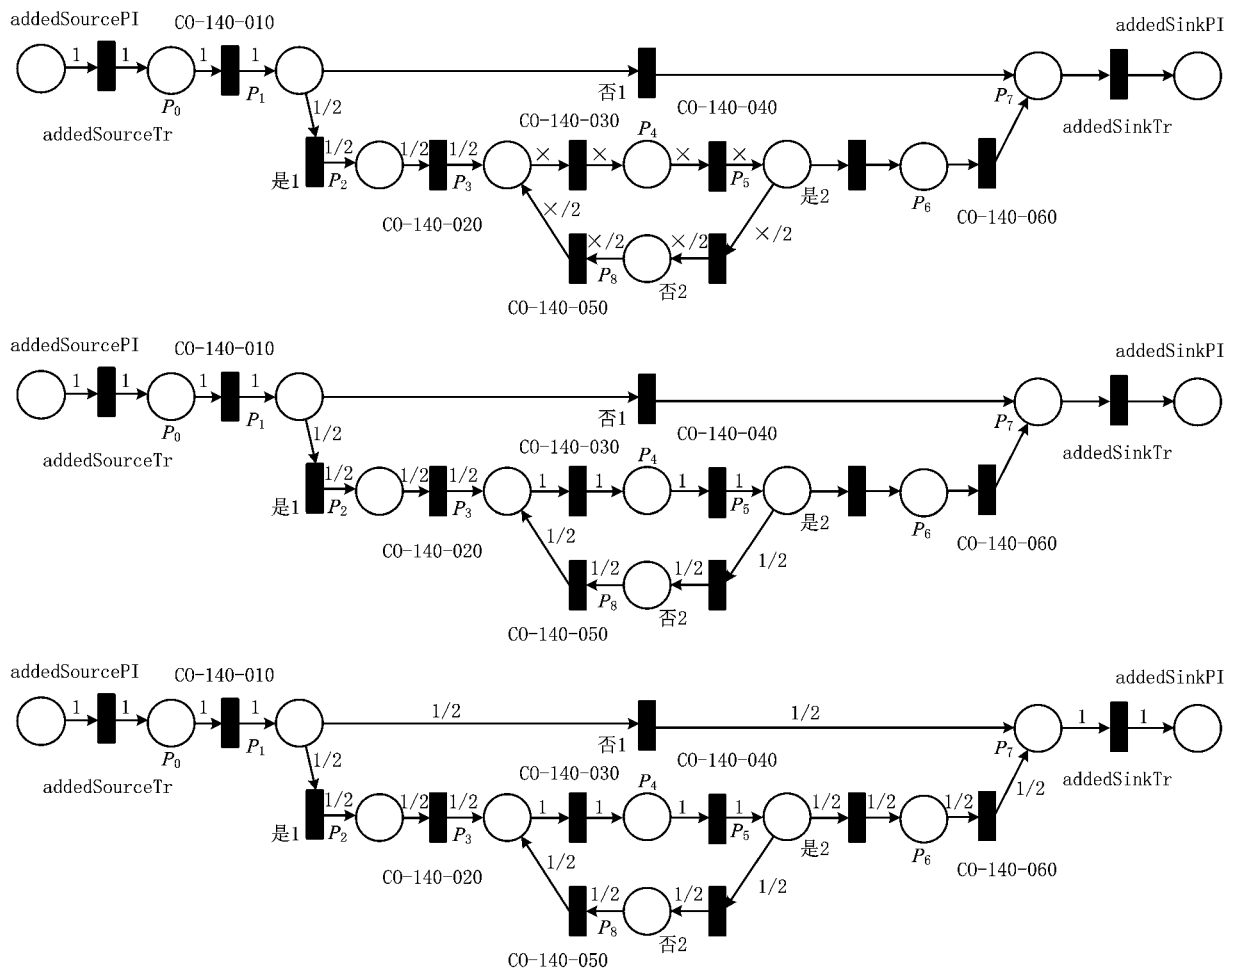 addedSourcePI CO-140-010 addedSinkPI
1 1 1 1
P₀ P₁ 否1 P₇
addedSourceTr 1/2 CO-140-030 P₄ CO-140-040 addedSinkTr
是1 1/2 P₂ 1/2 1/2 P₃ × × × × P₅ 是2 P₆
CO-140-020 ×/2 ×/2 ×/2 ×/2 CO-140-060
P₈ 否2
CO-140-050
addedSourcePI CO-140-010 addedSinkPI
1 1 1 1
P₀ P₁ 否1 P₇
addedSourceTr 1/2 CO-140-030 P₄ CO-140-040 addedSinkTr
是1 1/2 P₂ 1/2 1/2 P₃ 1 1 1 1 P₅ 是2 P₆
CO-140-020 1/2 1/2 1/2 1/2 CO-140-060
P₈ 否2
CO-140-050
addedSourcePI CO-140-010 addedSinkPI
1 1 1 1 1/2 1/2 1 1
P₀ P₁ 否1 P₇
addedSourceTr 1/2 CO-140-030 P₄ CO-140-040 addedSinkTr
是1 1/2 P₂ 1/2 1/2 P₃ 1 1 1 1 P₅ 1/2 是2 1/2 P₆ 1/2 1/2
CO-140-020 1/2 1/2 1/2 1/2 CO-140-060
P₈ 否2
CO-140-050